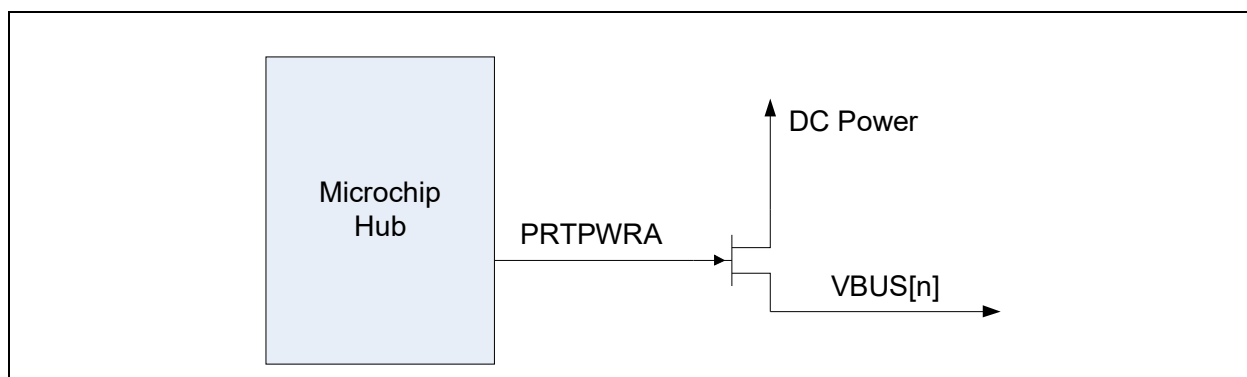 Microchip
Hub
PRTPWRA
DC Power
VBUS[n]